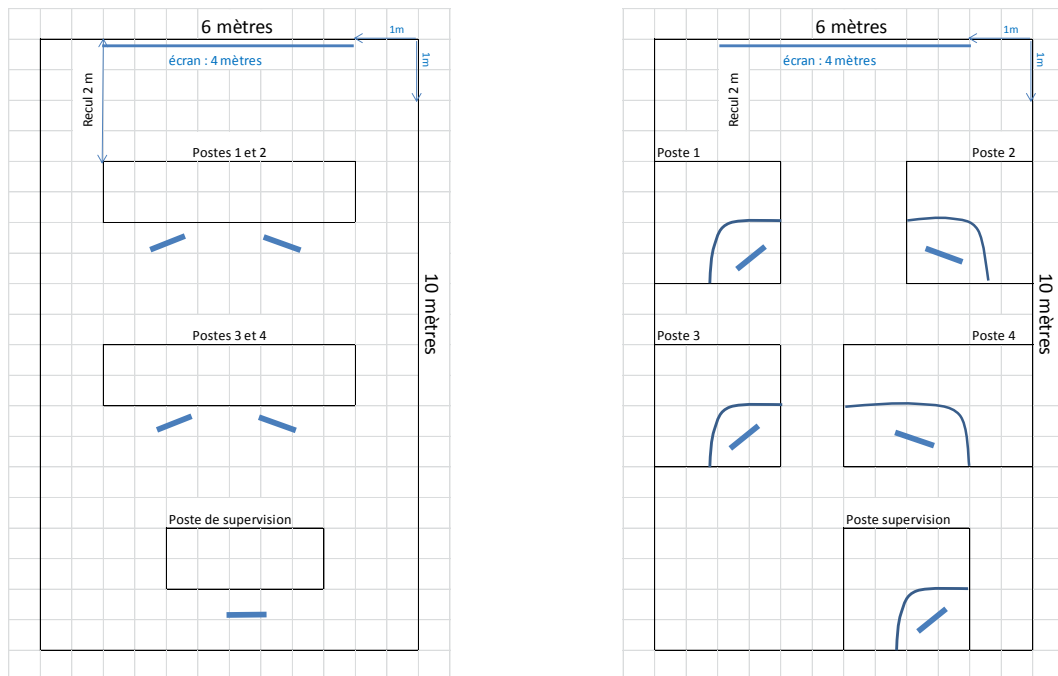 6 mètres
1m
1m
écran : 4 mètres
Recul 2 m
Postes 1 et 2
10 mètres
Postes 3 et 4
Poste de supervision
6 mètres
1m
1m
écran : 4 mètres
Recul 2 m
Poste 1
Poste 2
10 mètres
Poste 3
Poste 4
Poste supervision